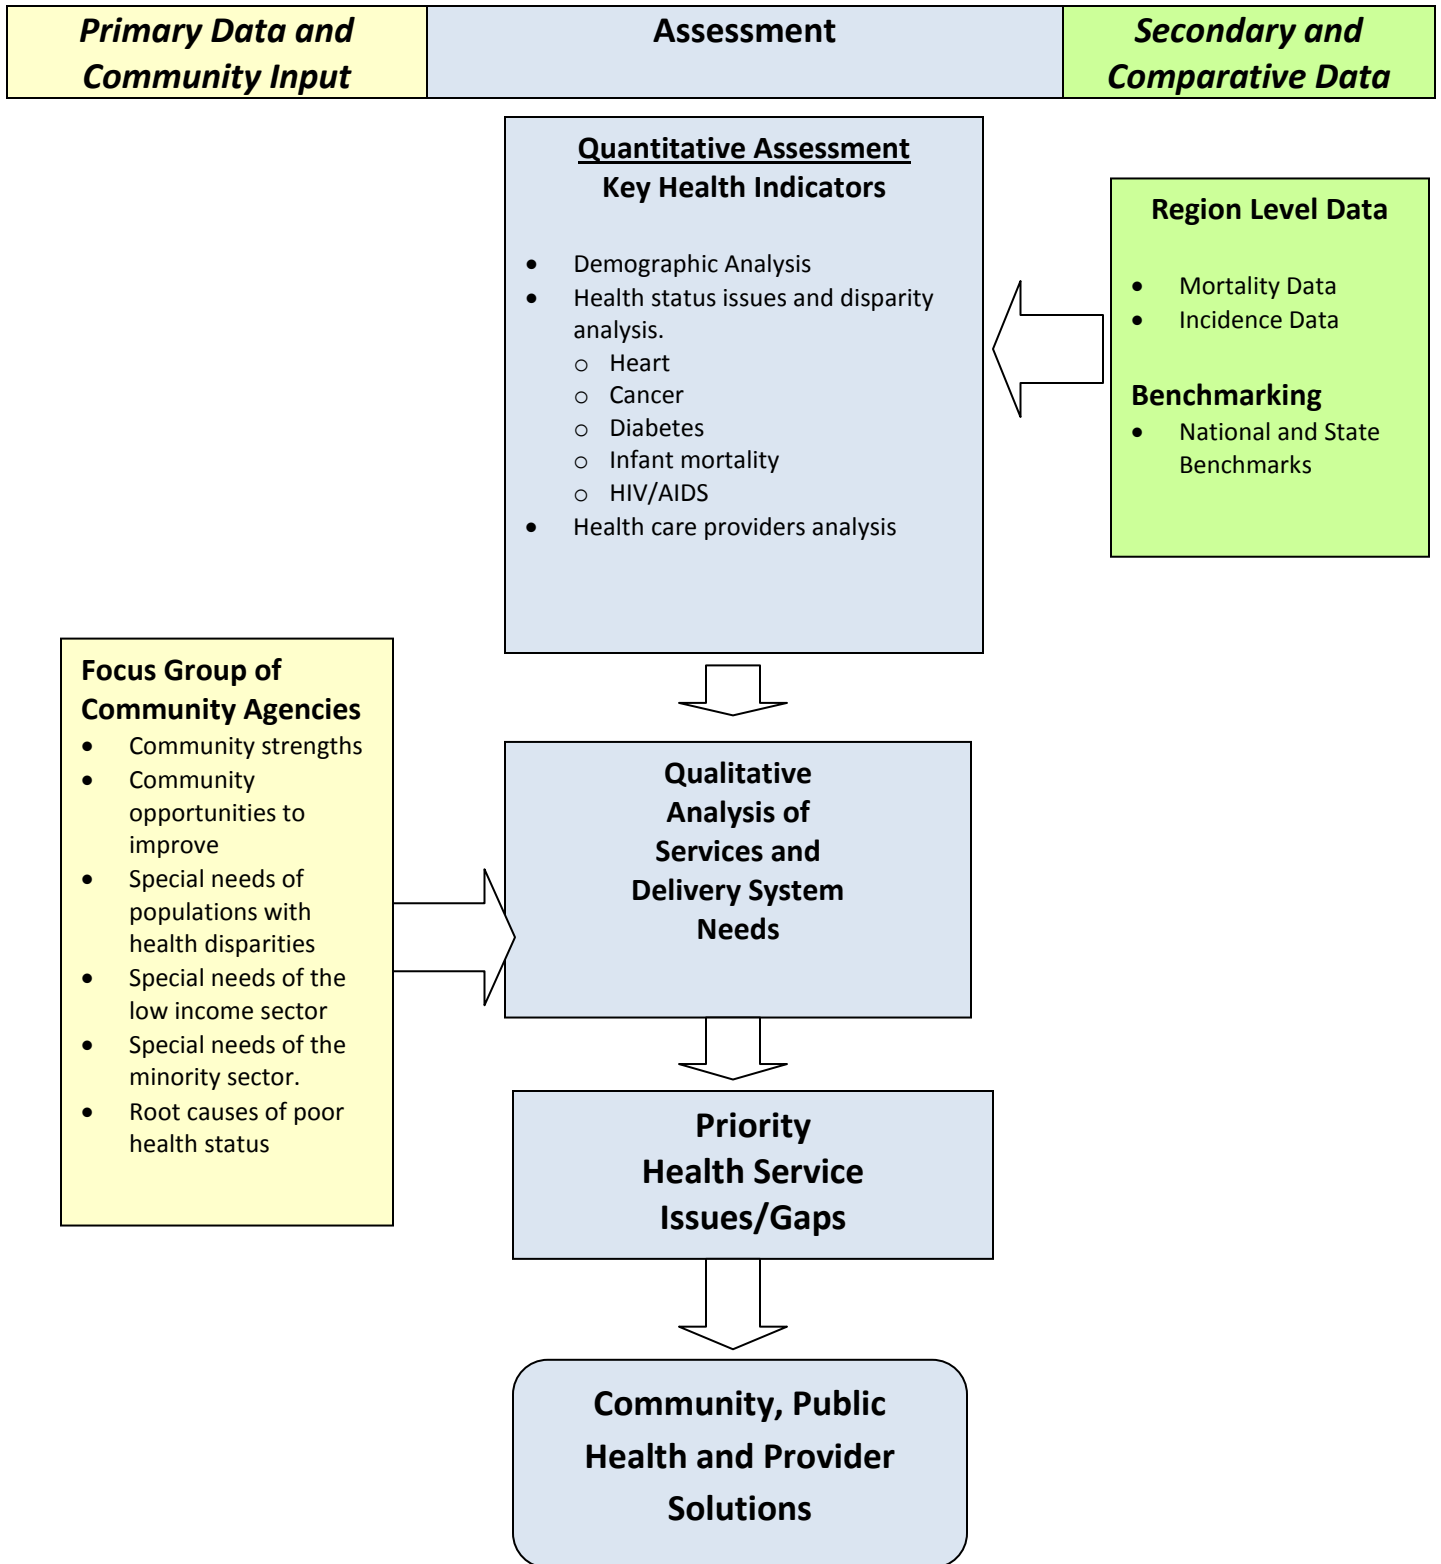 Primary Data and
Community Input
Assessment
Secondary and
Comparative Data
Quantitative Assessment
Key Health Indicators
• Demographic Analysis
• Health status issues and disparity
analysis.
o Heart
o Cancer
o Diabetes
o Infant mortality
o HIV/AIDS
• Health care providers analysis
Region Level Data
• Mortality Data
• Incidence Data
Benchmarking
• National and State
Benchmarks
Focus Group of
Community Agencies
• Community strengths
• Community
opportunities to
improve
• Special needs of
populations with
health disparities
• Special needs of the
low income sector
• Special needs of the
minority sector.
• Root causes of poor
health status
Qualitative
Analysis of
Services and
Delivery System
Needs
Priority
Health Service
Issues/Gaps
Community, Public
Health and Provider
Solutions